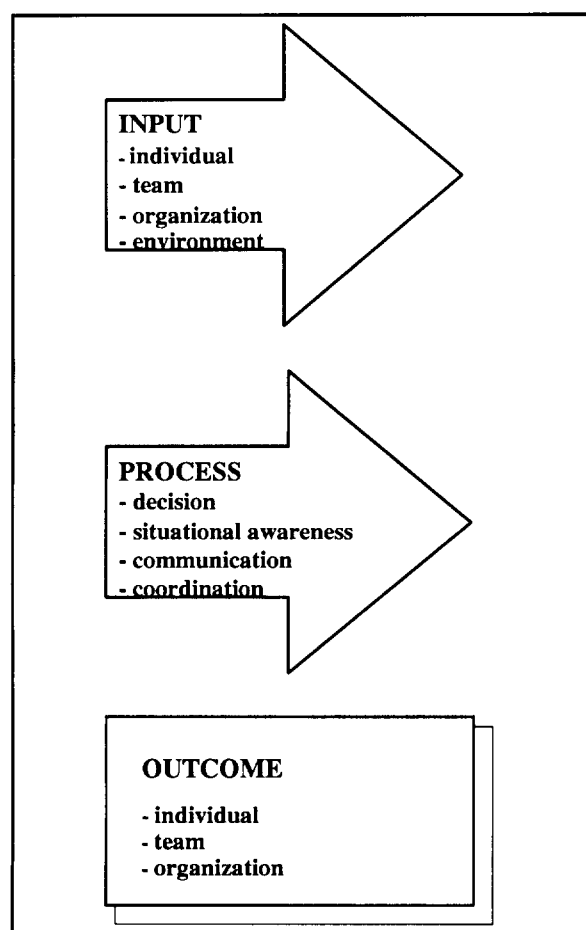 INPUT
- individual
- team
- organization
- environment
PROCESS
- decision
- situational awareness
- communication
- coordination
OUTCOME
- individual
- team
- organization